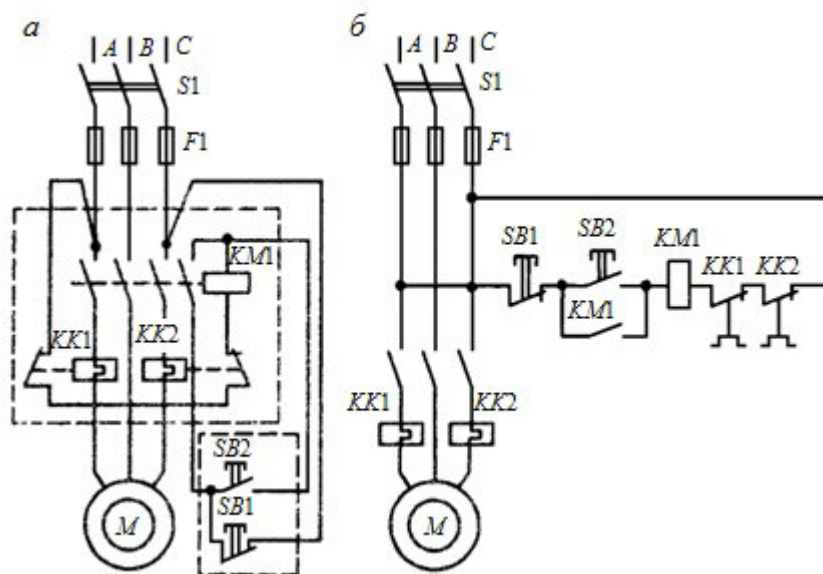 а
A B C
S1
F1
KM1
KK1 KK2
SB2
SB1
M
б
A B C
S1
F1
SB1 SB2 KM1 KK1 KK2
KM1
KK1 KK2
M